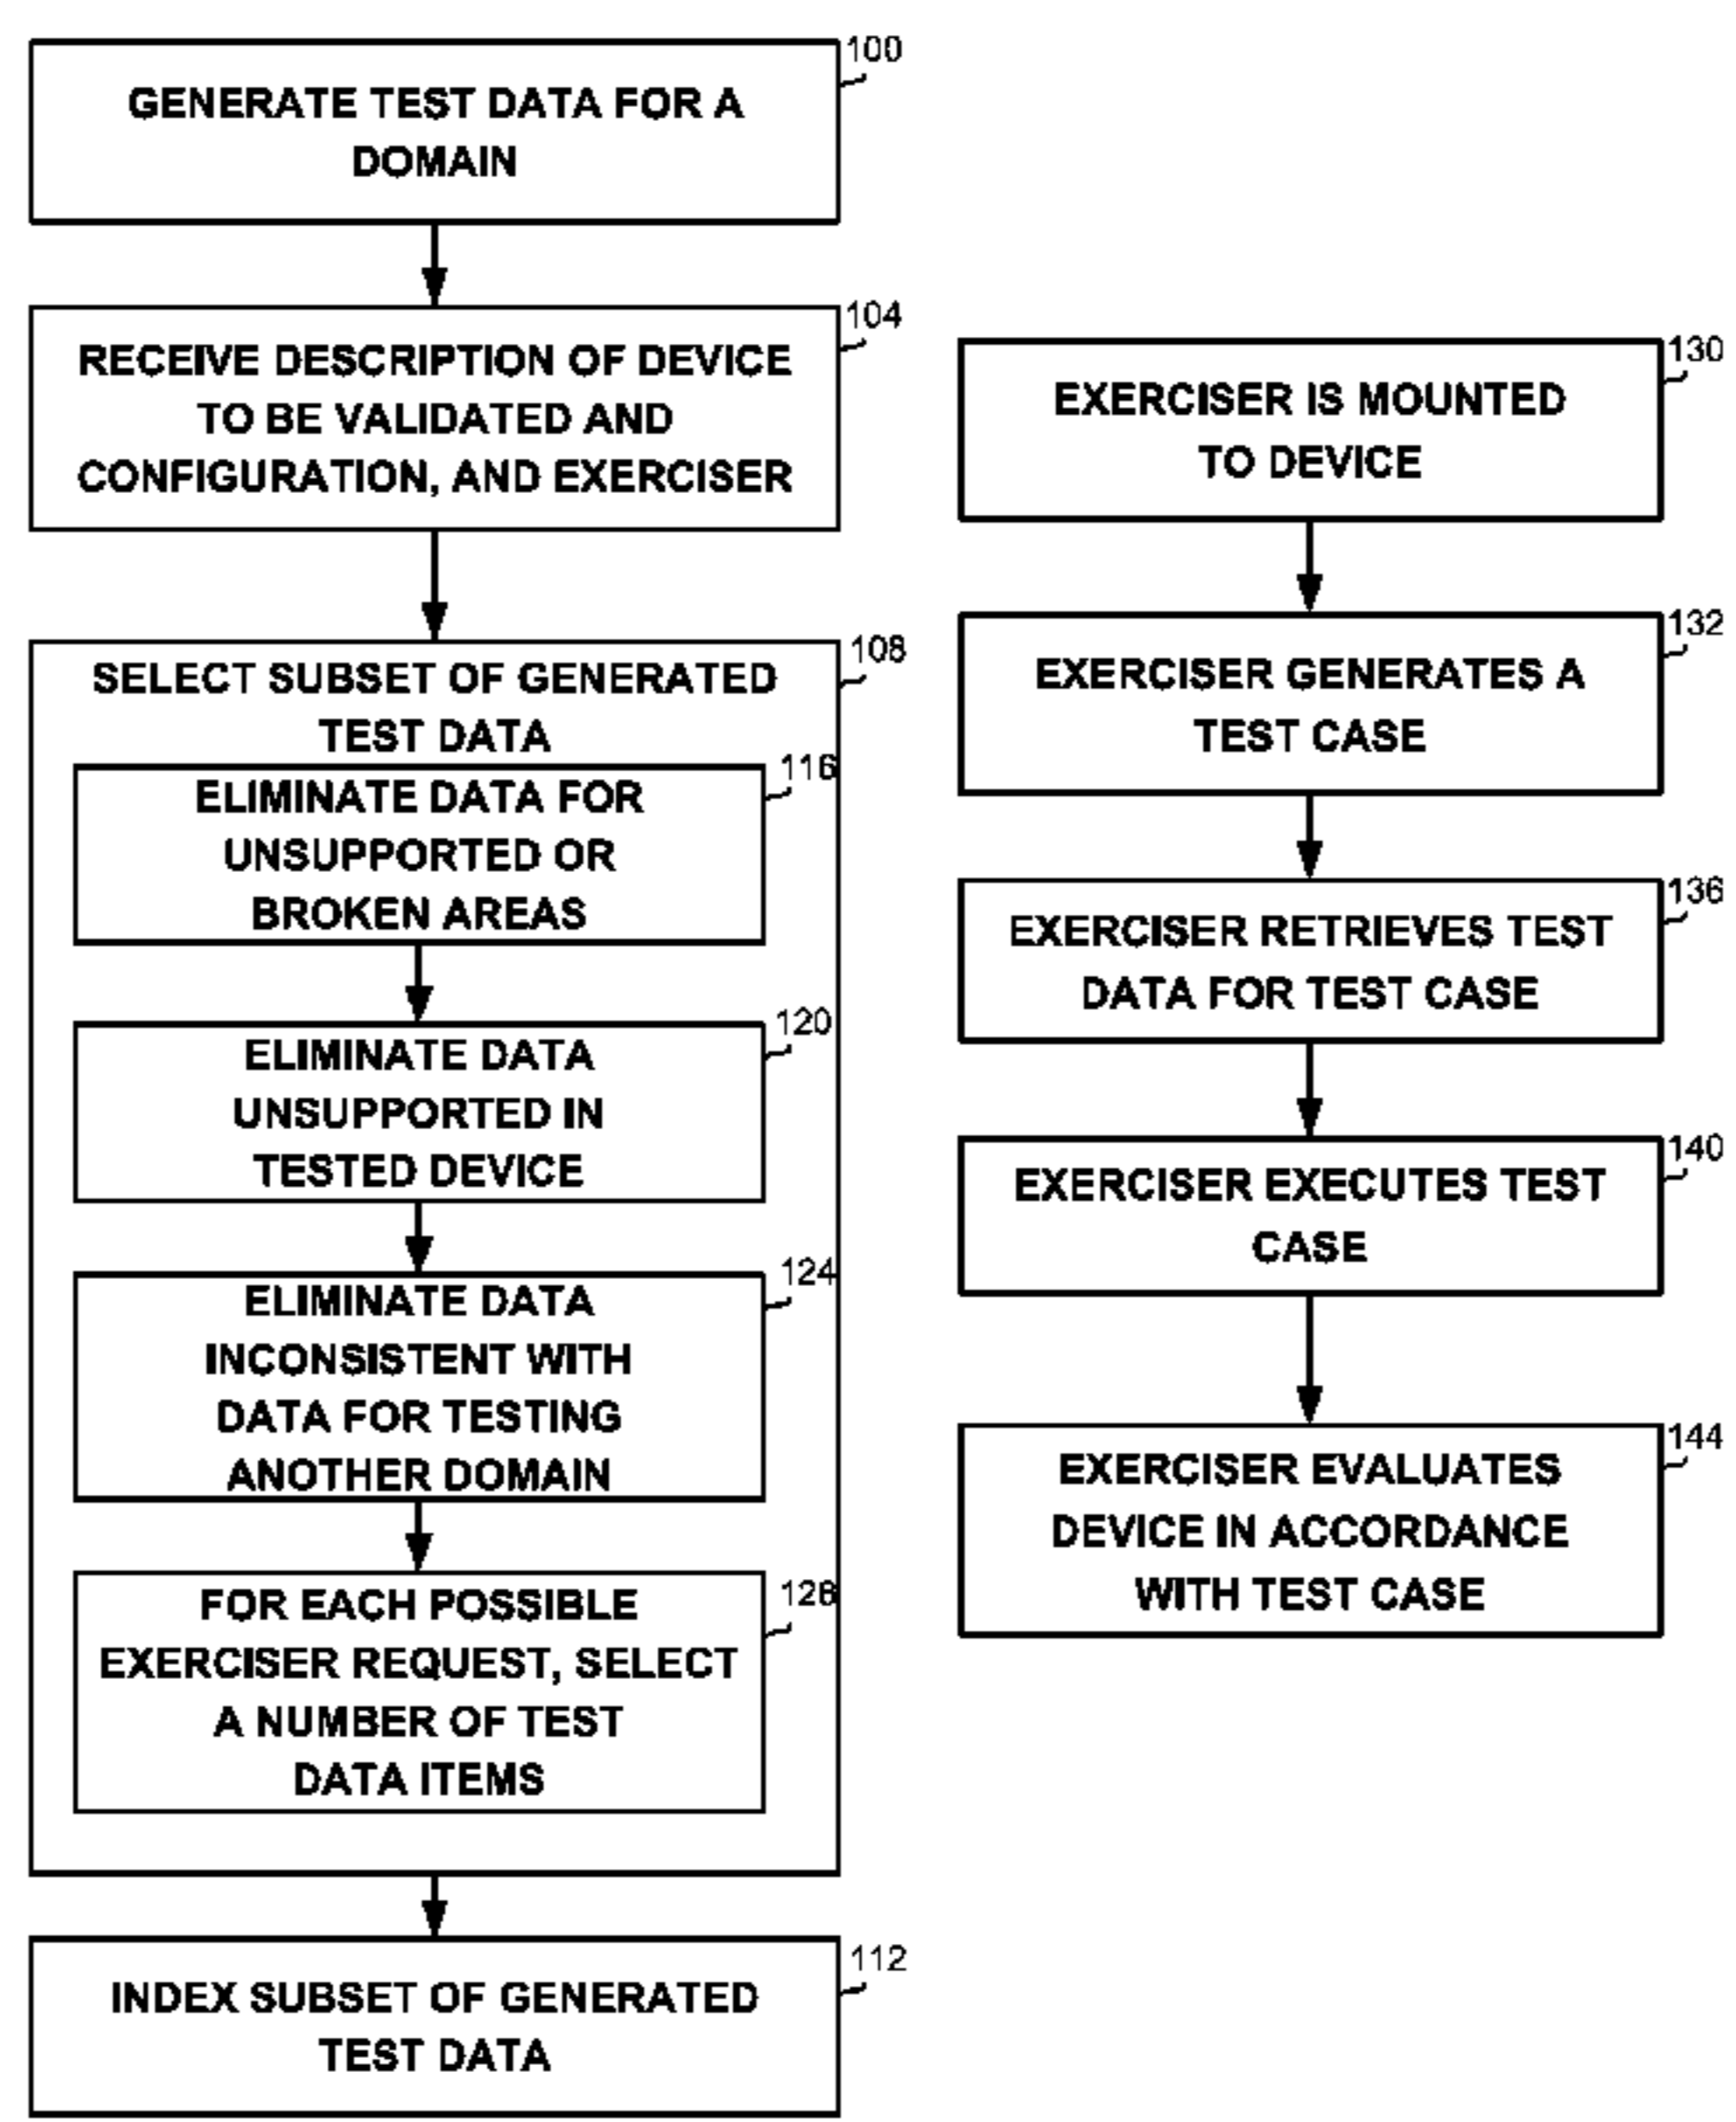 100
GENERATE TEST DATA FOR A
DOMAIN
104
RECEIVE DESCRIPTION OF DEVICE
TO BE VALIDATED AND
CONFIGURATION, AND EXERCISER
108
SELECT SUBSET OF GENERATED
TEST DATA
116
ELIMINATE DATA FOR
UNSUPPORTED OR
BROKEN AREAS
120
ELIMINATE DATA
UNSUPPORTED IN
TESTED DEVICE
124
ELIMINATE DATA
INCONSISTENT WITH
DATA FOR TESTING
ANOTHER DOMAIN
128
FOR EACH POSSIBLE
EXERCISER REQUEST, SELECT
A NUMBER OF TEST
DATA ITEMS
112
INDEX SUBSET OF GENERATED
TEST DATA
130
EXERCISER IS MOUNTED
TO DEVICE
132
EXERCISER GENERATES A
TEST CASE
136
EXERCISER RETRIEVES TEST
DATA FOR TEST CASE
140
EXERCISER EXECUTES TEST
CASE
144
EXERCISER EVALUATES
DEVICE IN ACCORDANCE
WITH TEST CASE